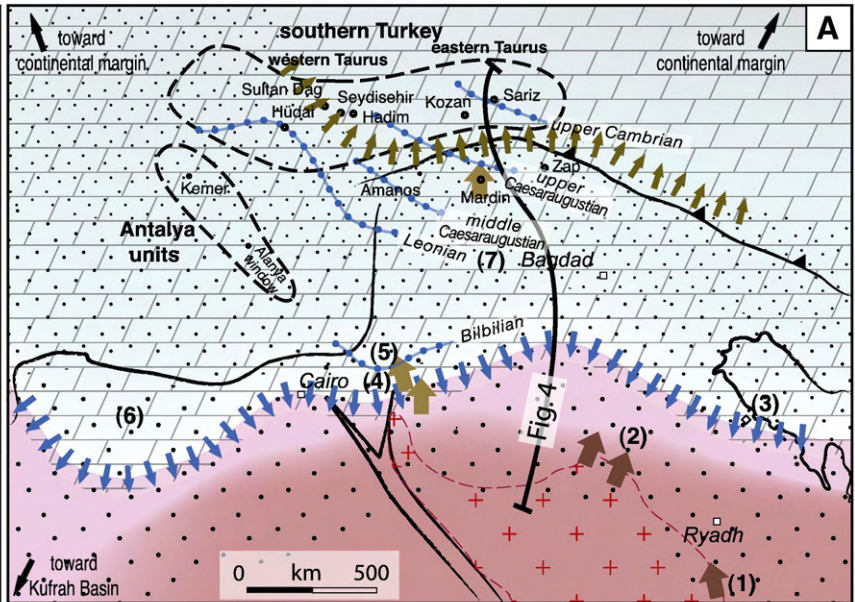 A
toward
continental margin
southern Turkey
toward
continental margin
western Taurus
eastern Taurus
Sultan Dag
Hüdai
Seydisehir
Hadim
Kozan
Sariz
upper Cambrian
Kemer
Amanos
Mardin
Zap
upper
Caesaraugustian
Antalya
units
Alanya
window
middle
Caesaraugustian
Leonian
(7)
Bagdad
Bilbilian
(5)
(4)
Cairo
(6)
(3)
Fig. 4
(2)
Ryadh
(1)
toward
Kufrah Basin
0 km 500